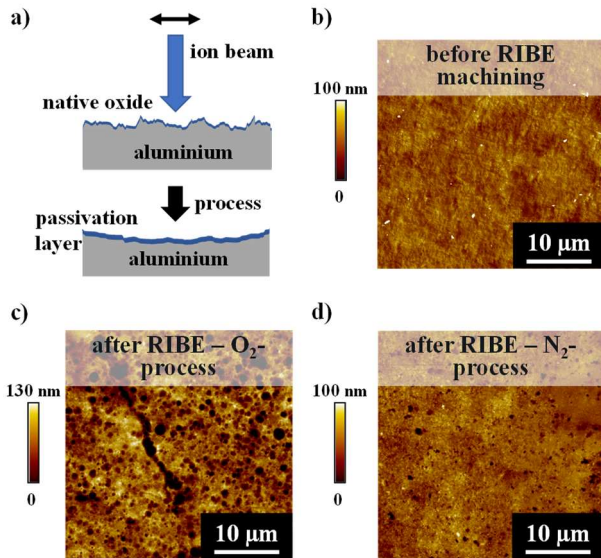 a)
ion beam
native oxide
aluminium
process
passivation
layer
aluminium
b)
before RIBE
machining
100 nm
0
10 μm
c)
after RIBE – O₂-
process
130 nm
0
10 μm
d)
after RIBE – N₂-
process
100 nm
0
10 μm